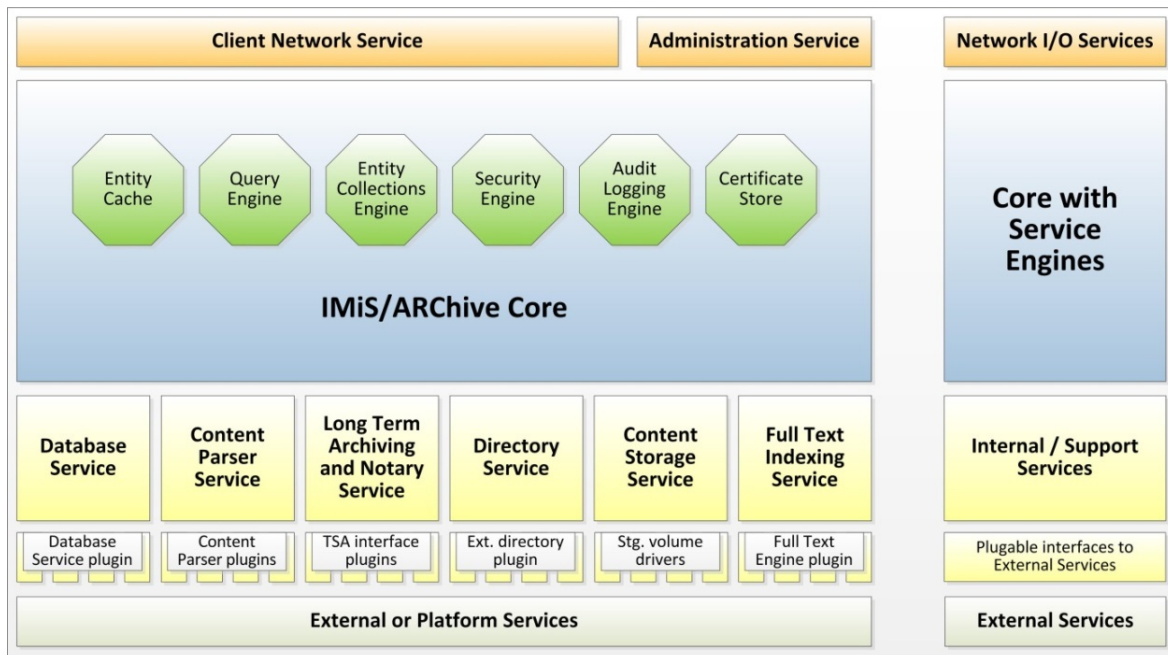 Client Network Service
Administration Service
Network I/O Services
Entity
Cache
Query
Engine
Entity
Collections
Engine
Security
Engine
Audit
Logging
Engine
Certificate
Store
IMiS/ARChive Core
Core with
Service
Engines
Database
Service
Content
Parser
Service
Long Term
Archiving
and Notary
Service
Directory
Service
Content
Storage
Service
Full Text
Indexing
Service
Internal / Support
Services
Database
Service plugin
Content
Parser plugins
TSA interface
plugins
Ext. directory
plugin
Stg. volume
drivers
Full Text
Engine plugin
Plugable interfaces to
External Services
External or Platform Services
External Services